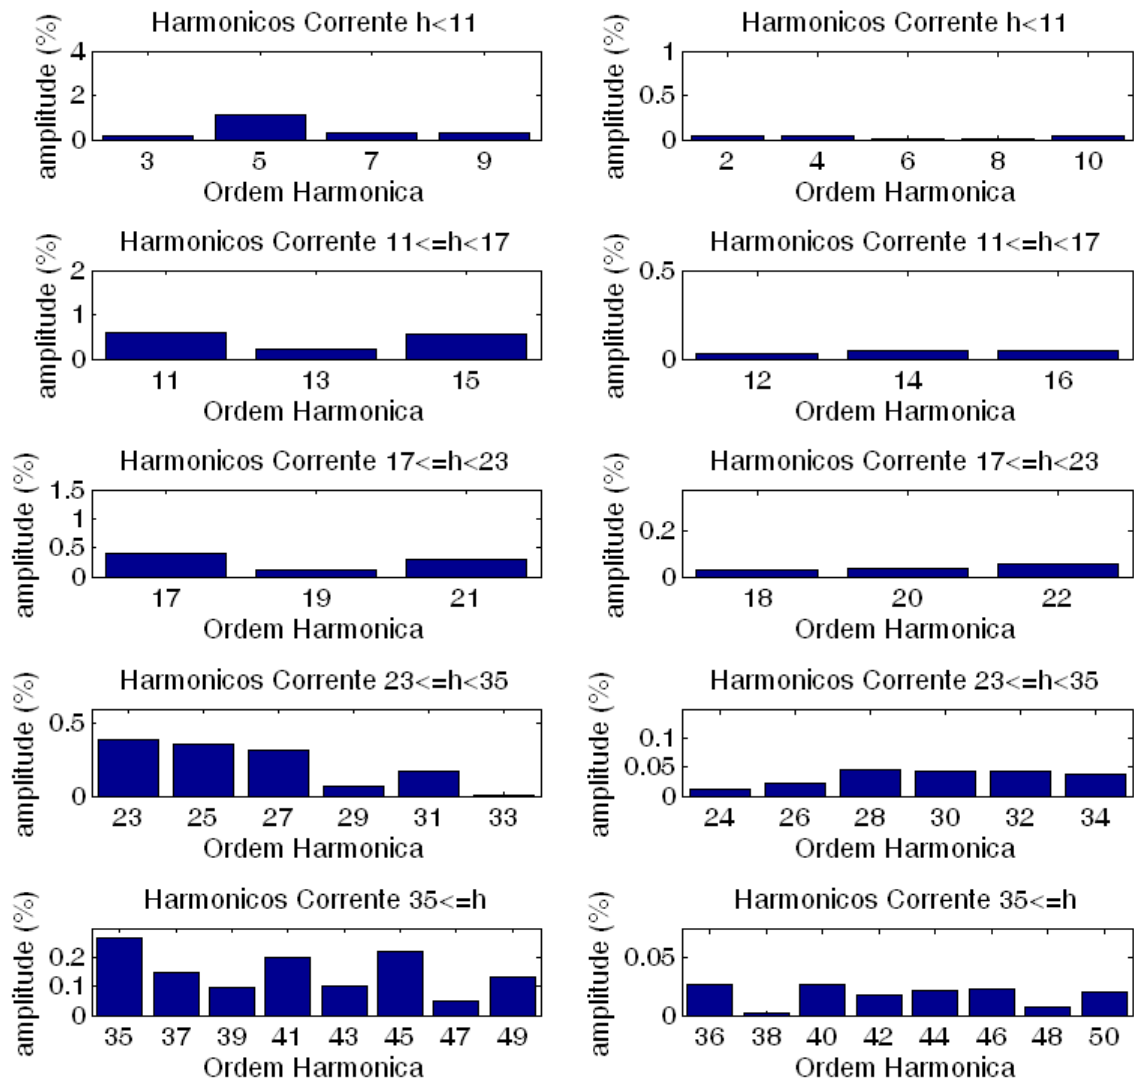 Harmonicos Corrente h<11
amplitude (%)
4
2
0
3 5 7 9
Ordem Harmonica
Harmonicos Corrente h<11
amplitude (%)
1
0.5
0
2 4 6 8 10
Ordem Harmonica
Harmonicos Corrente 11<=h<17
amplitude (%)
2
1
0
11 13 15
Ordem Harmonica
Harmonicos Corrente 11<=h<17
amplitude (%)
0.5
0
12 14 16
Ordem Harmonica
Harmonicos Corrente 17<=h<23
amplitude (%)
1.5
1
0.5
0
17 19 21
Ordem Harmonica
Harmonicos Corrente 17<=h<23
amplitude (%)
0.2
0
18 20 22
Ordem Harmonica
Harmonicos Corrente 23<=h<35
amplitude (%)
0.5
0
23 25 27 29 31 33
Ordem Harmonica
Harmonicos Corrente 23<=h<35
amplitude (%)
0.1
0.05
0
24 26 28 30 32 34
Ordem Harmonica
Harmonicos Corrente 35<=h
amplitude (%)
0.2
0.1
0
35 37 39 41 43 45 47 49
Ordem Harmonica
Harmonicos Corrente 35<=h
amplitude (%)
0.05
0
36 38 40 42 44 46 48 50
Ordem Harmonica